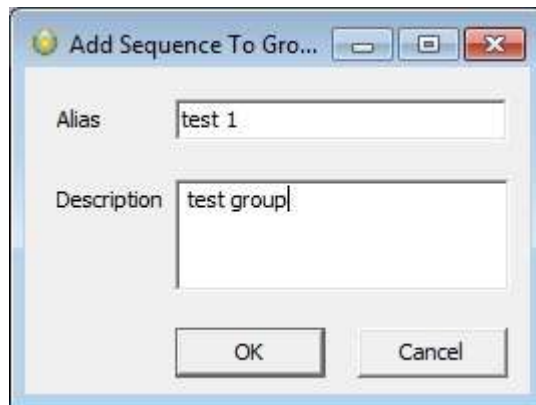 Add Sequence To Gro...
Alias test 1
Description test group
OK Cancel